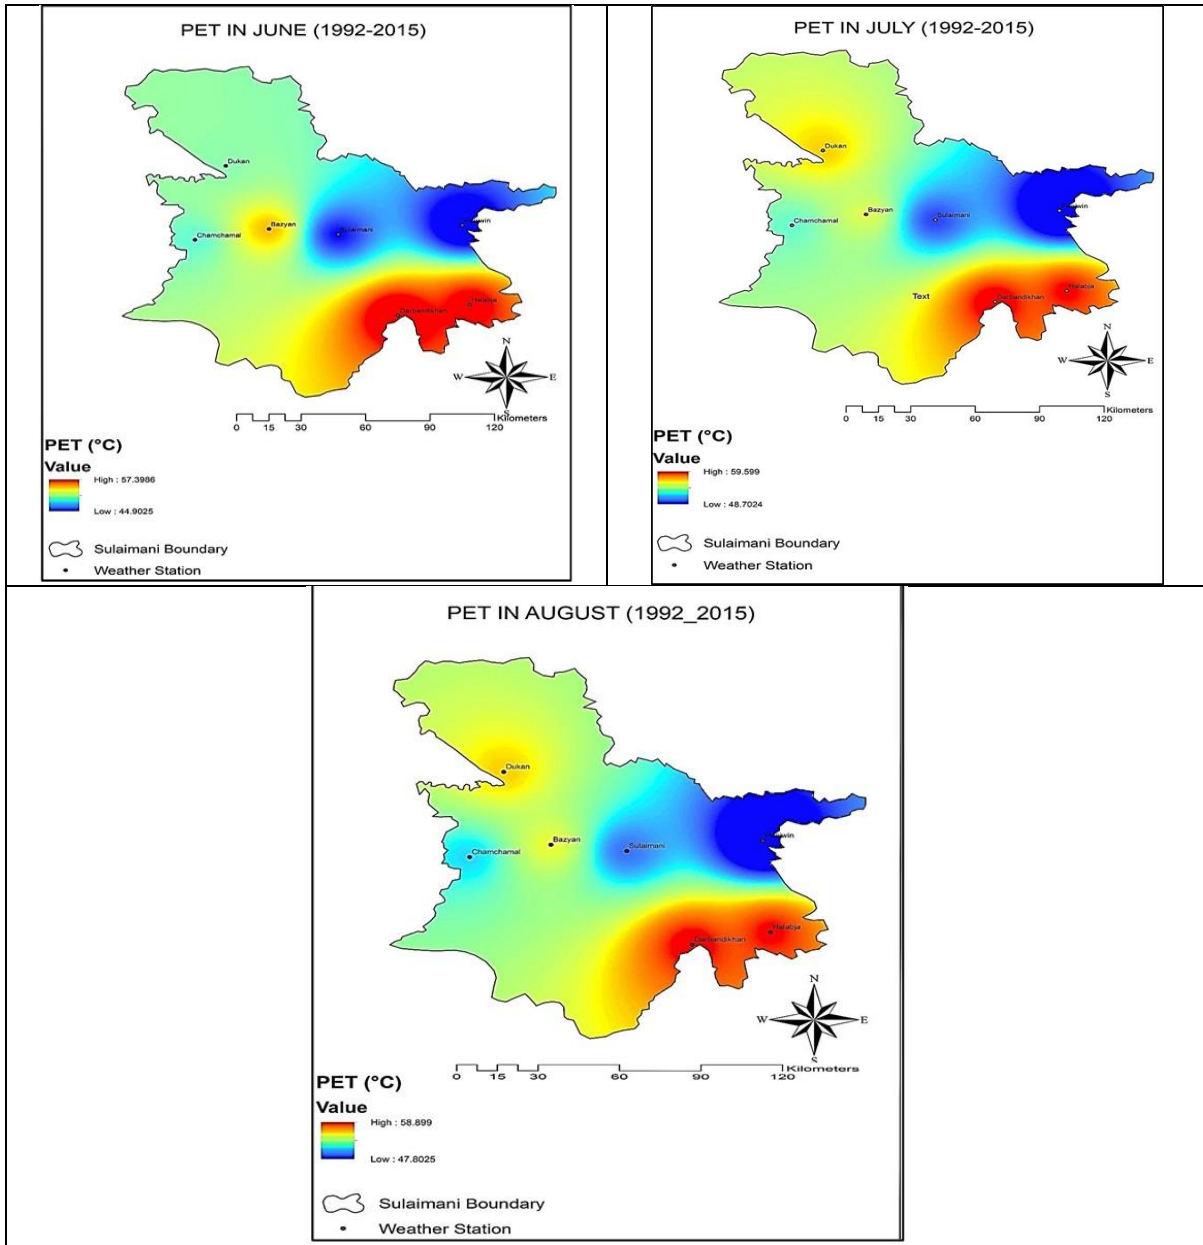 PET IN JUNE (1992-2015)
Dukan
Bazyan
Chamchamal
Sulaimani
Halabja
Darbandikhan
N
W E
S
Kilometers
0 15 30 60 90 120
PET (°C)
Value
High : 57.3986
Low : 44.9025
Sulaimani Boundary
Weather Station
PET IN JULY (1992-2015)
Dukan
Bazyan
Chamchamal
Sulaimani
Text
Halabja
Darbandikhan
N
W E
S
Kilometers
0 15 30 60 90 120
PET (°C)
Value
High : 59.599
Low : 48.7024
Sulaimani Boundary
Weather Station
PET IN AUGUST (1992_2015)
Dukan
Bazyan
Chamchamal
Sulaimani
Halabja
Darbandikhan
N
W E
S
Kilometers
0 15 30 60 90 120
PET (°C)
Value
High : 58.899
Low : 47.8025
Sulaimani Boundary
Weather Station